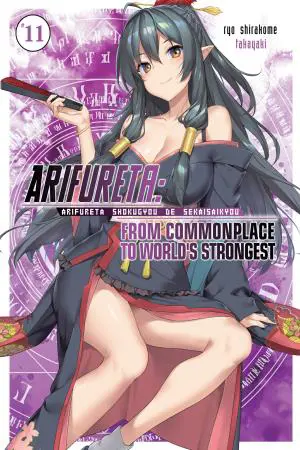 #11
ryo shirakome
takayaki
ARIFURETA:
ARIFURETA SHOKUGYOU DE SEKAISAIKYOU
FROM COMMONPLACE
TO WORLD'S STRONGEST